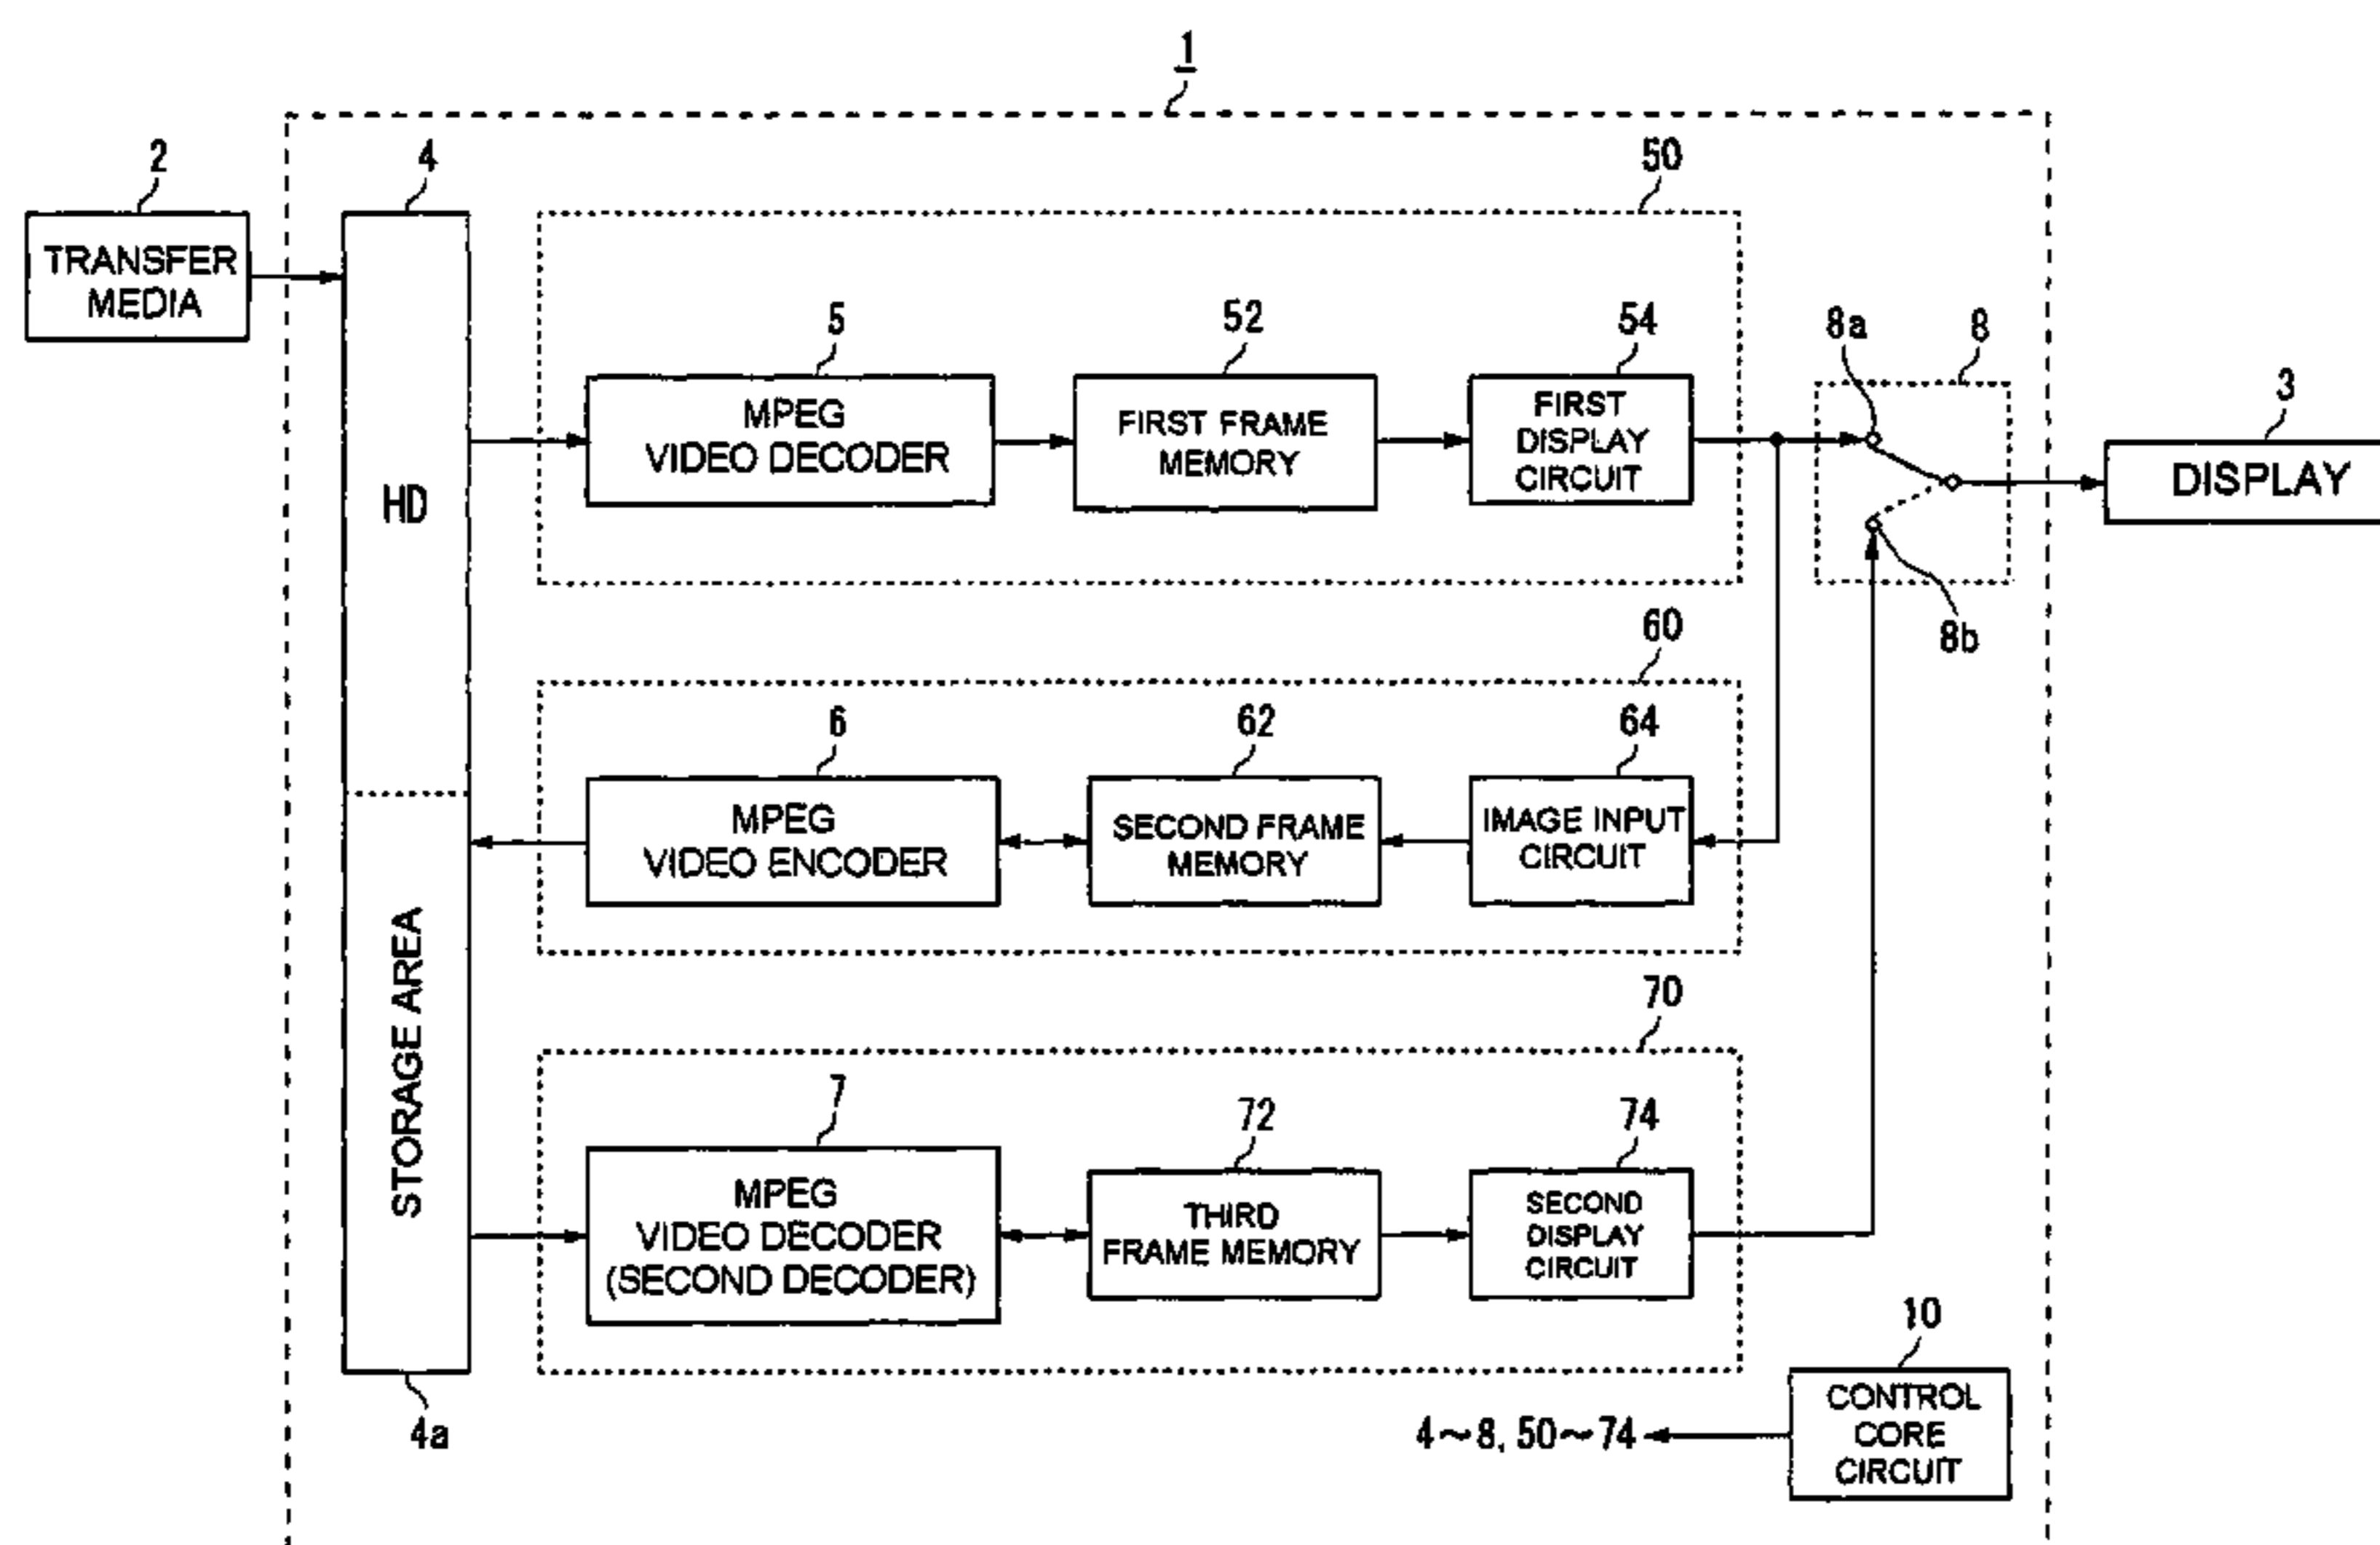 1
2
4
50
TRANSFER
MEDIA
5
52
54
8a
8
3
MPEG
VIDEO DECODER
FIRST FRAME
MEMORY
FIRST
DISPLAY
CIRCUIT
DISPLAY
HD
8b
60
6
62
64
MPEG
VIDEO ENCODER
SECOND FRAME
MEMORY
IMAGE INPUT
CIRCUIT
STORAGE AREA
70
7
72
74
MPEG
VIDEO DECODER
(SECOND DECODER)
THIRD
FRAME MEMORY
SECOND
DISPLAY
CIRCUIT
10
4a
4~8, 50~74
CONTROL
CORE
CIRCUIT